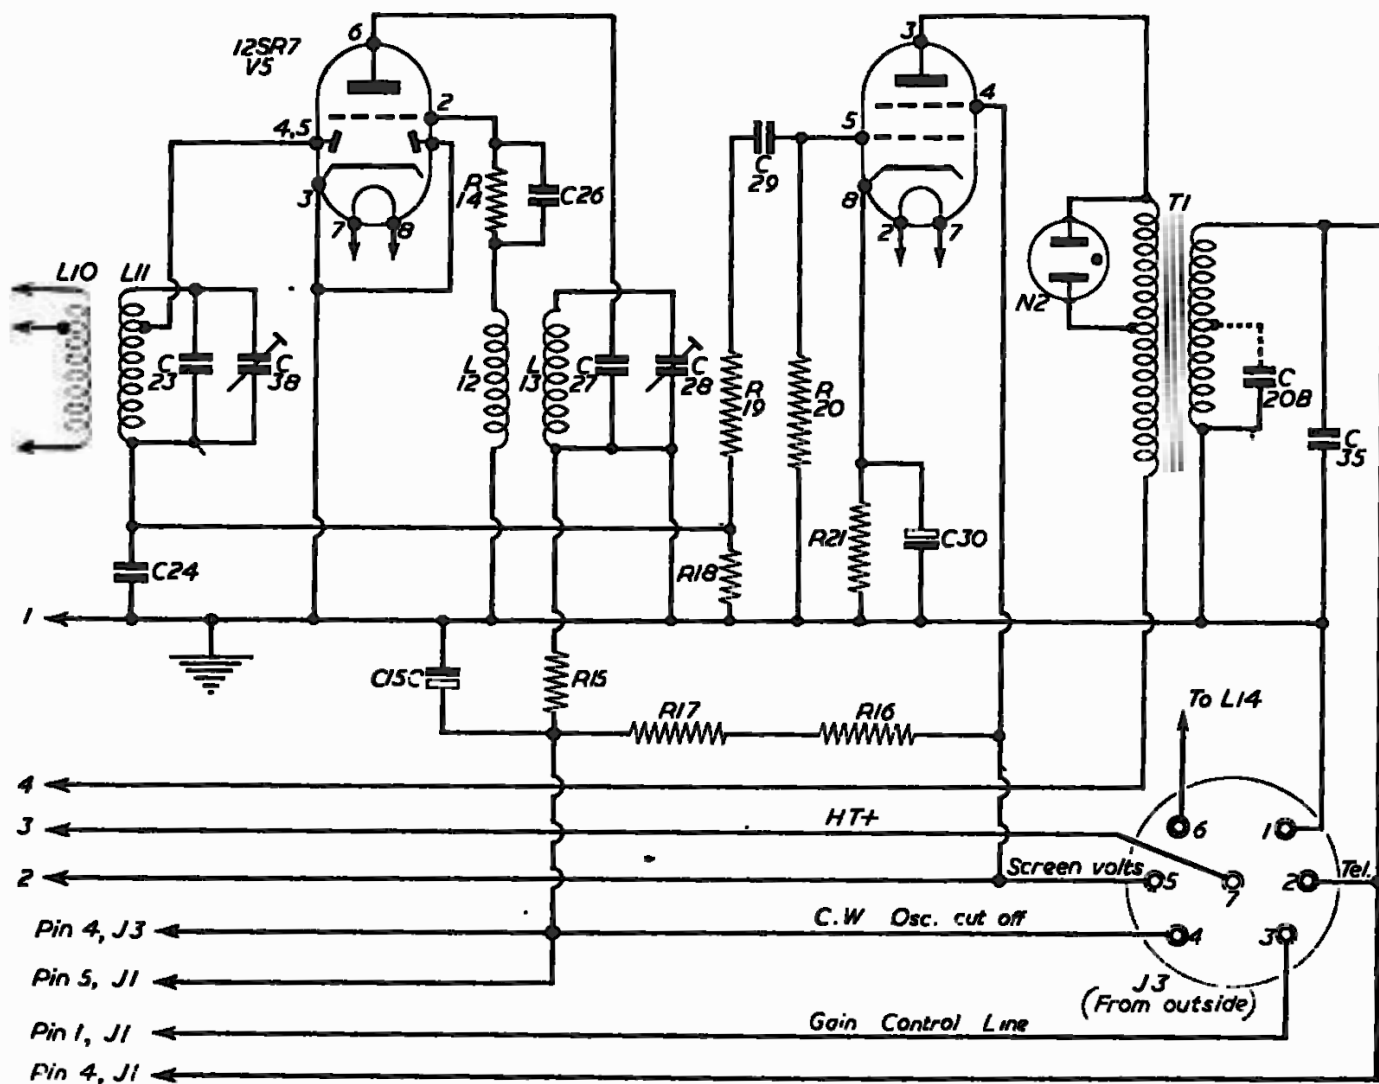 6
3
12SR7
V5
2
4
4,5
5
C
29
R
14
C26
3
8
7
8
2
7
T1
L10
L11
N2
C
23
C
38
L
12
L
13
C
27
C
28
R
19
R
20
C
20B
C
35
R21
C30
C24
R18
1
C15C
R15
R17
R16
To L14
4
3
HT+
6
1
2
Screen volts
5
7
2
Tel.
Pin 4, J3
C.W Osc. cut off
4
3
Pin 5, J1
J3
(From outside)
Pin 1, J1
Gain Control Line
Pin 4, J1